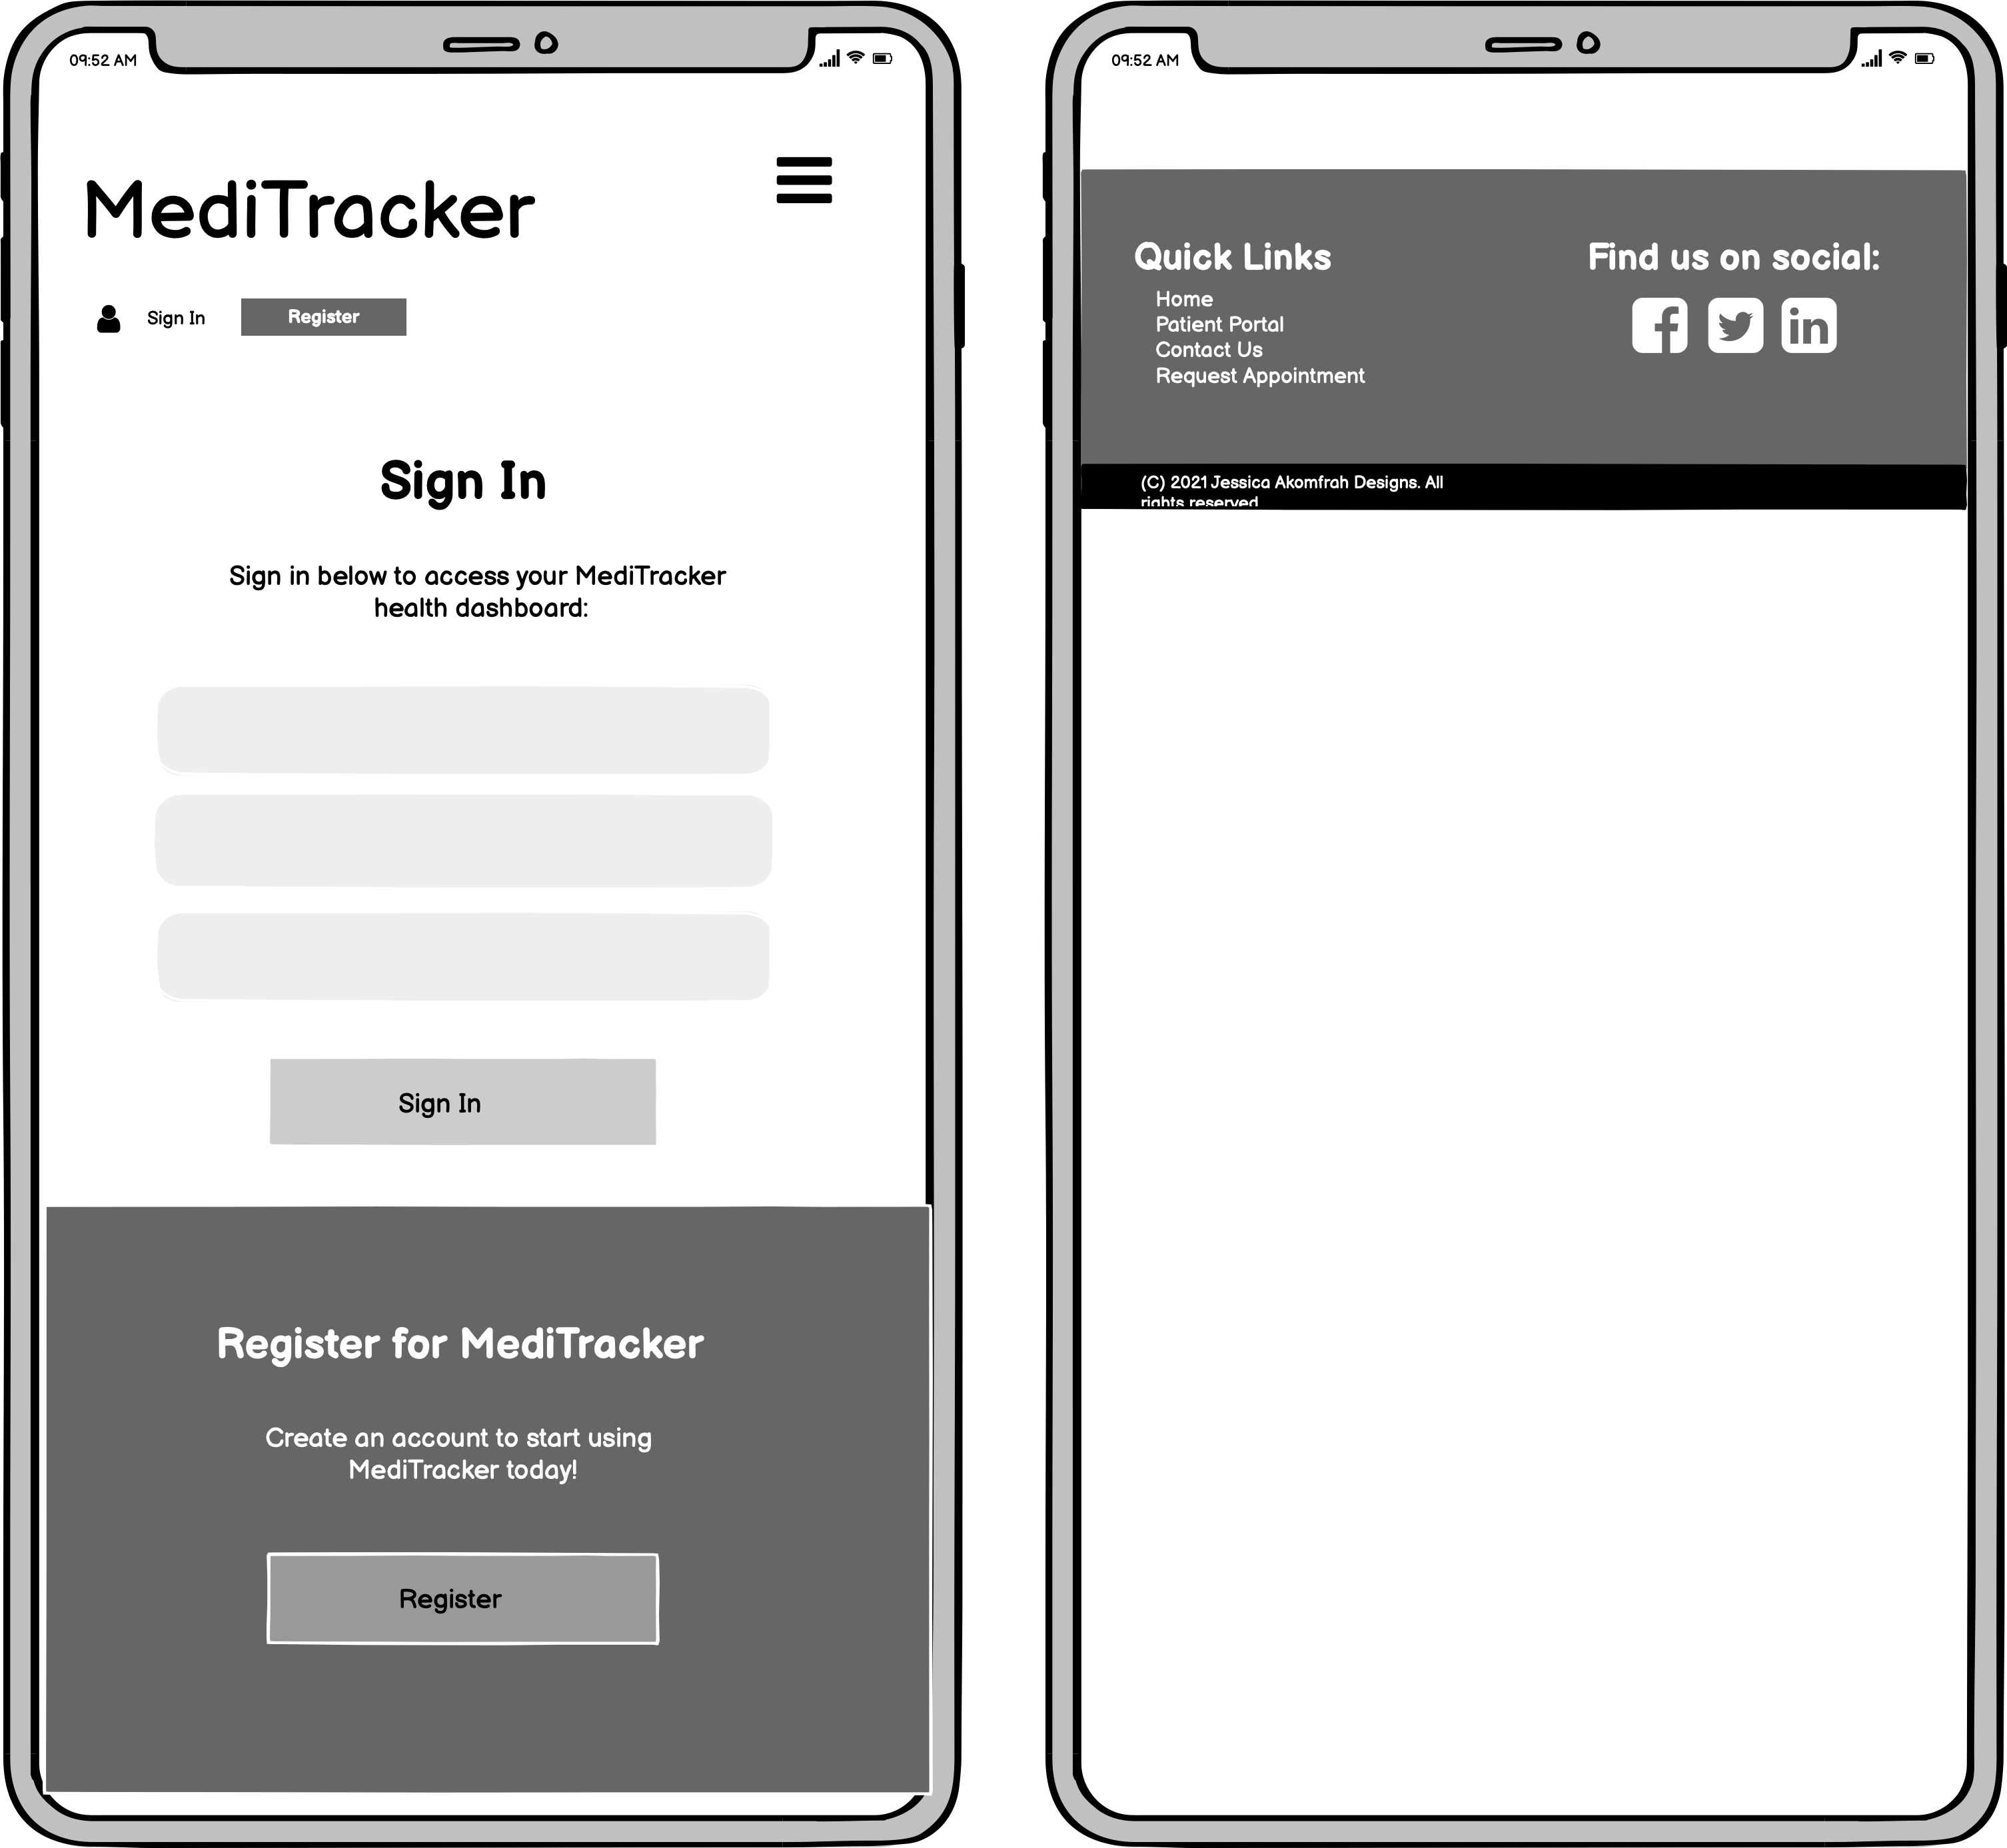 09:52 AM
MediTracker
Sign In
Register
Sign In
Sign in below to access your MediTracker
health dashboard:
Sign In
Register for MediTracker
Create an account to start using
MediTracker today!
Register
09:52 AM
Quick Links
Home
Patient Portal
Contact Us
Request Appointment
Find us on social:
(C) 2021 Jessica Akomfrah Designs. All
rights reserved